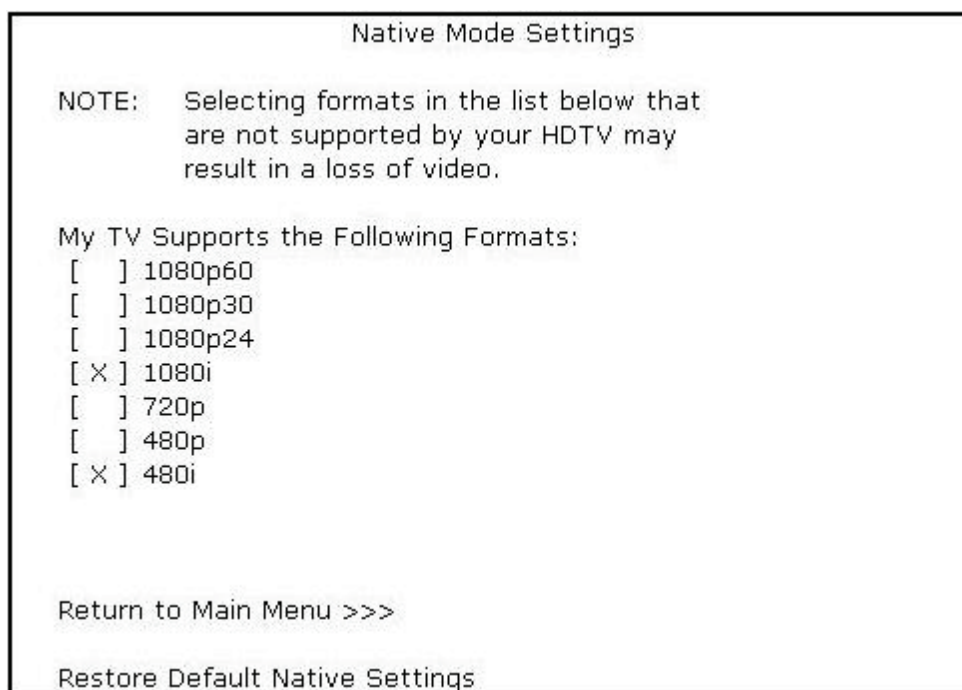 Native Mode Settings
NOTE: Selecting formats in the list below that
are not supported by your HDTV may
result in a loss of video.
My TV Supports the Following Formats:
[ ] 1080p60
[ ] 1080p30
[ ] 1080p24
[ X ] 1080i
[ ] 720p
[ ] 480p
[ X ] 480i
Return to Main Menu >>>
Restore Default Native Settings